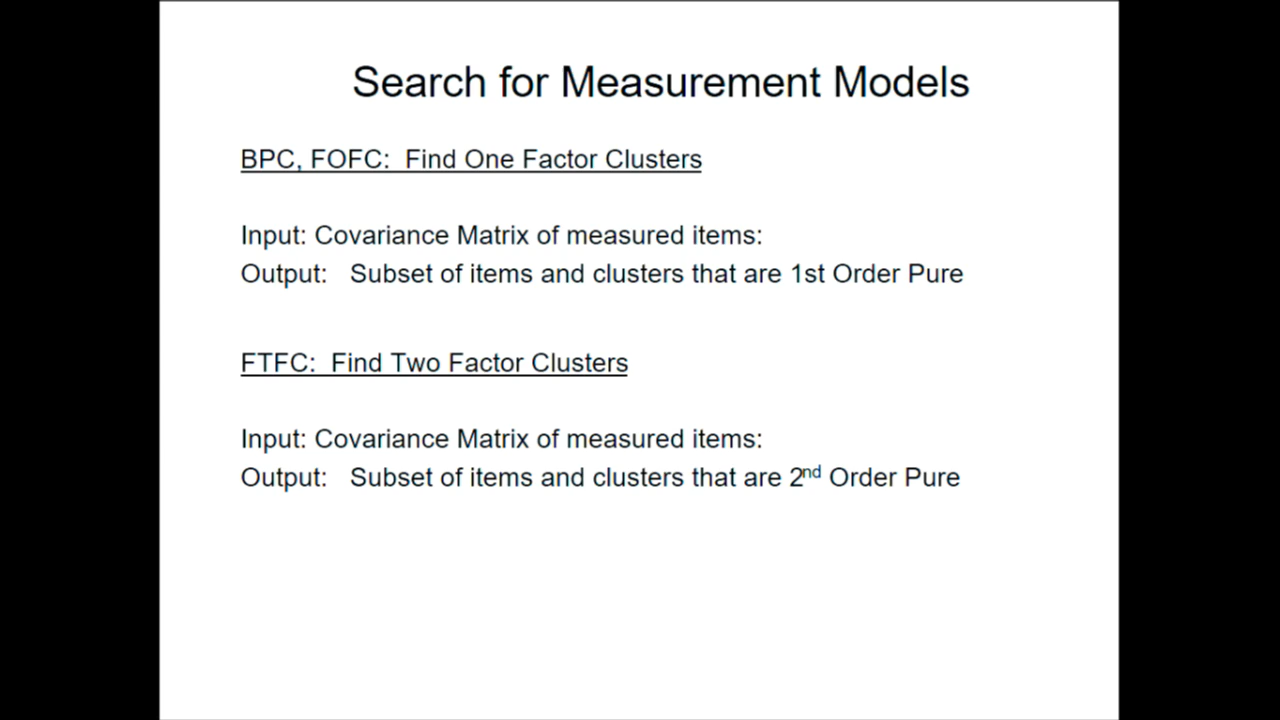 Search for Measurement Models
BPC, FOFC: Find One Factor Clusters
Input: Covariance Matrix of measured items:
Output: Subset of items and clusters that are 1st Order Pure
FTFC: Find Two Factor Clusters
Input: Covariance Matrix of measured items:
Output: Subset of items and clusters that are 2nd Order Pure